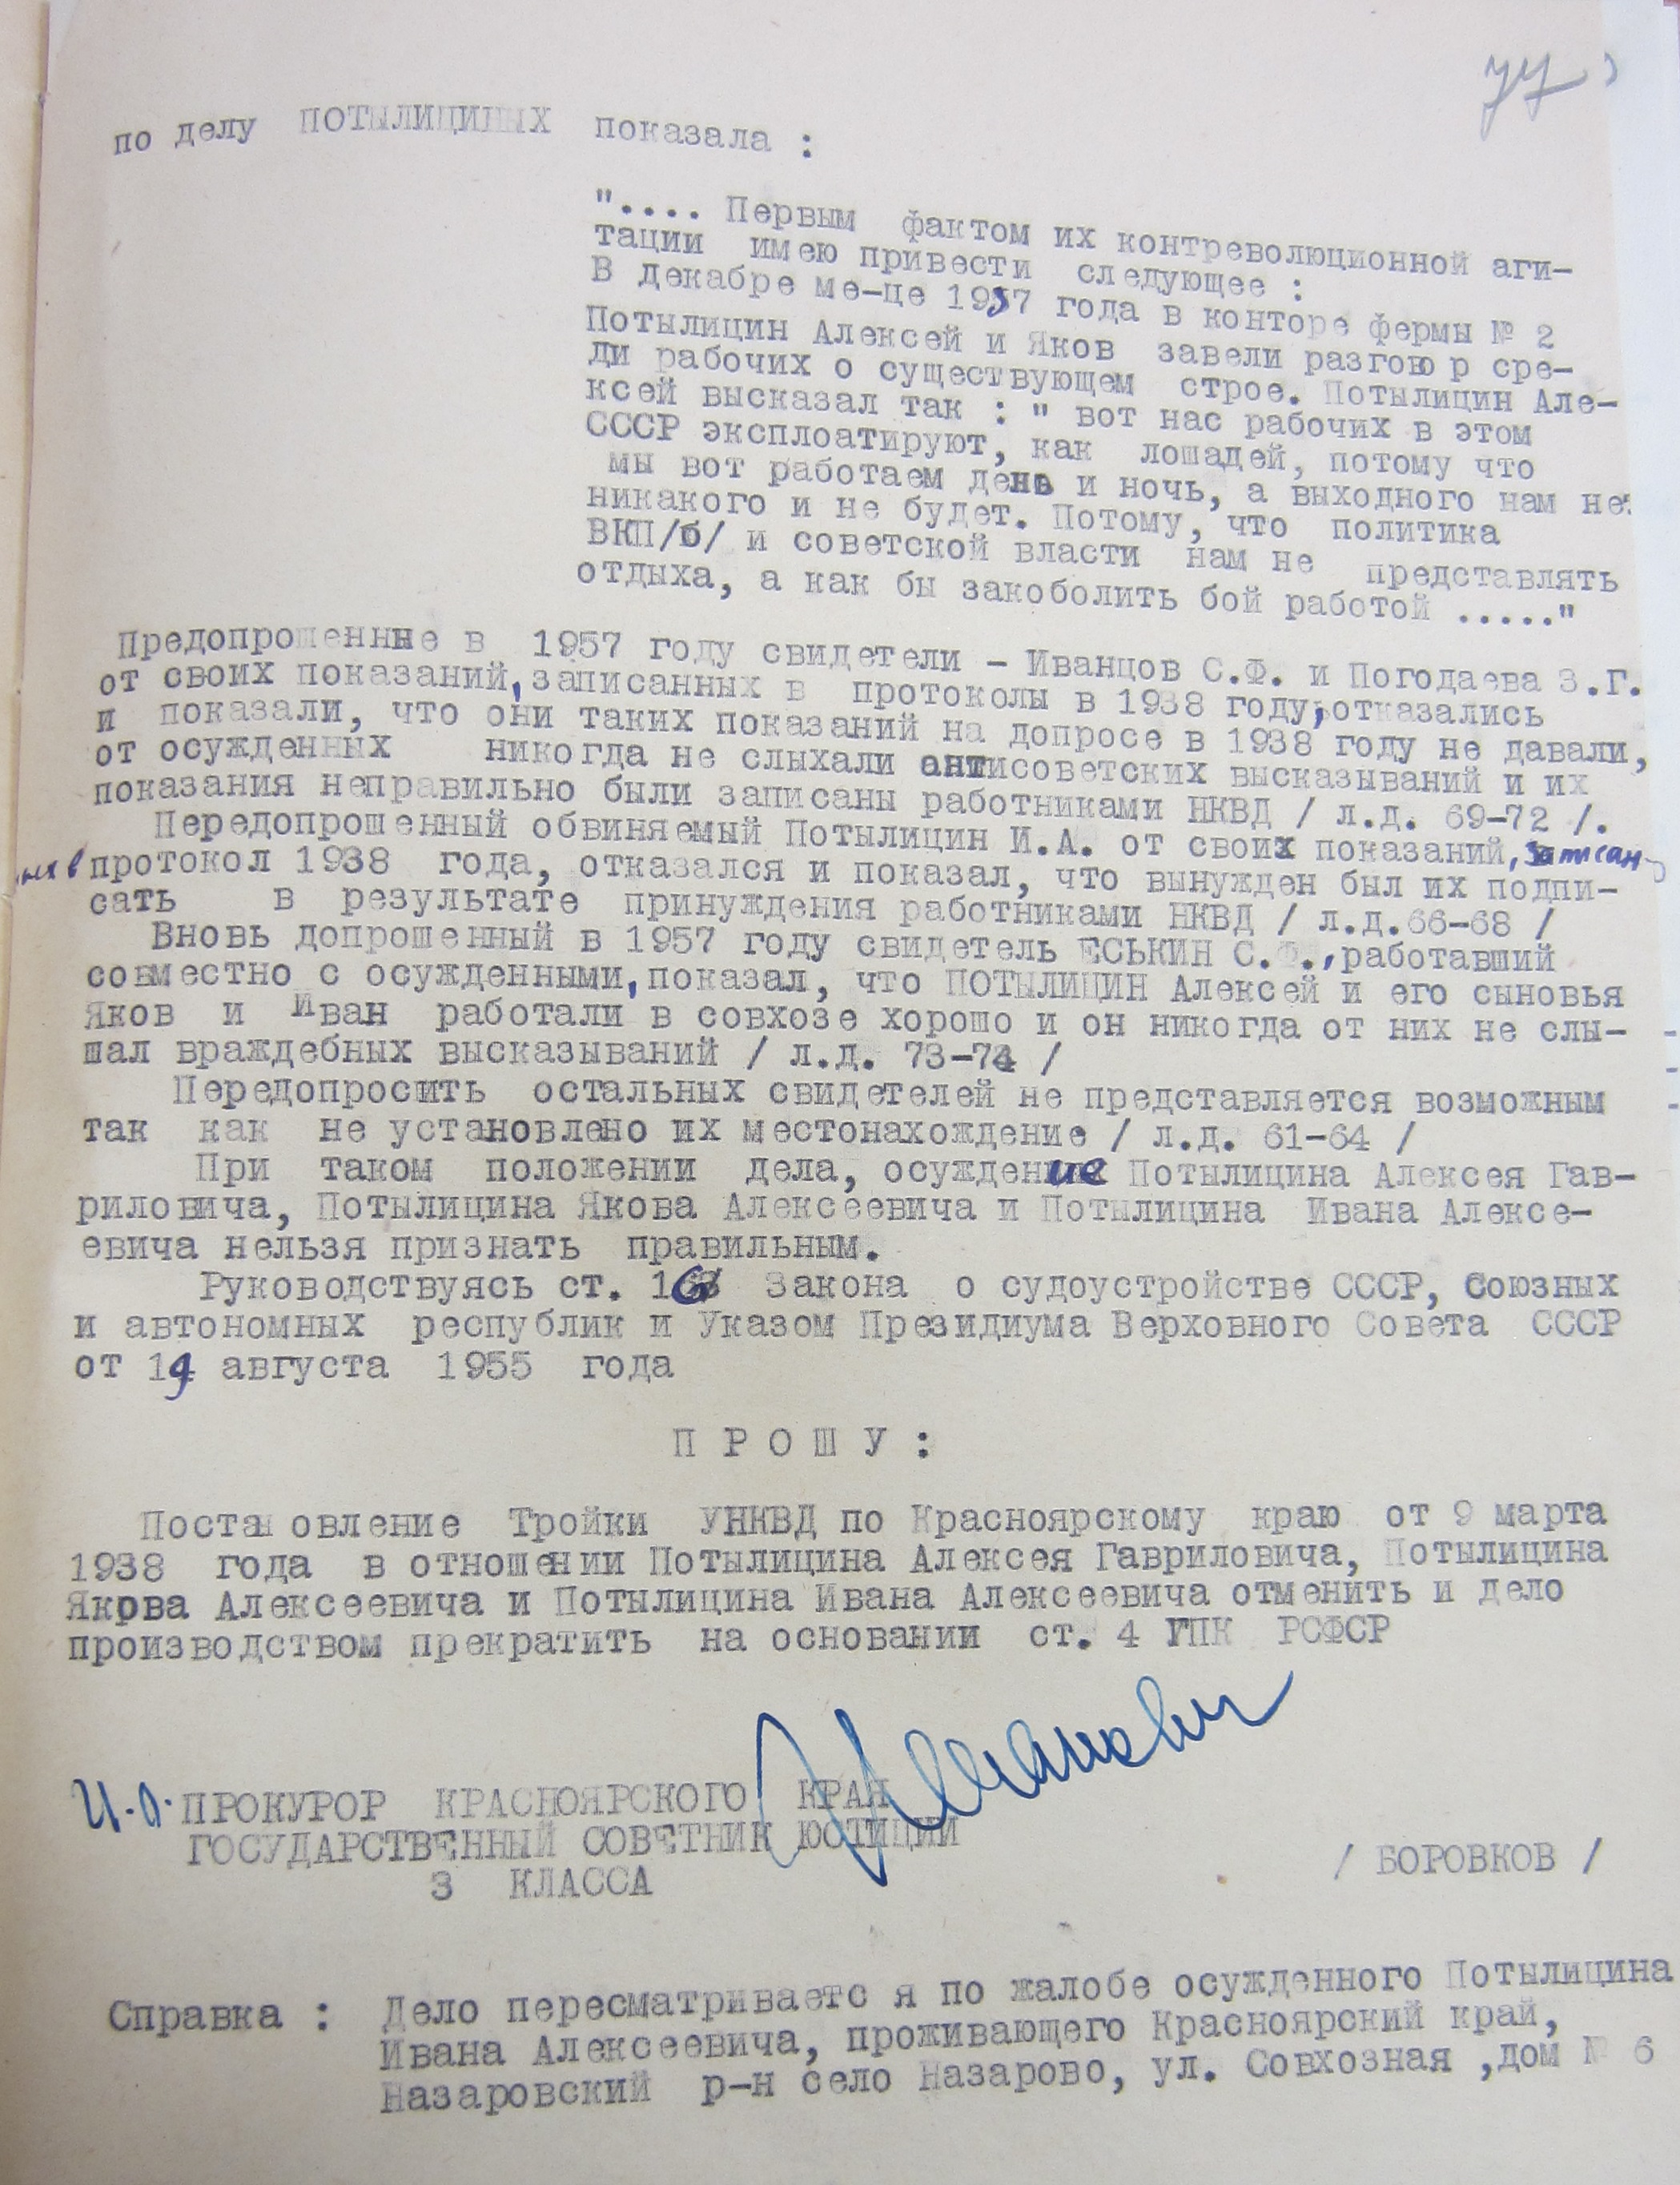 77
по делу ПОТЫЛИЦИНЫХ показала :
".... Первым фактом их контреволюционной аги-
тации имею привести следующее :
В декабре ме-це 1937 года в конторе фермы № 2
Потылицин Алексей и Яков завели разговор сре-
ди рабочих о существующем строе. Потылицин Але-
ксей высказал так : " вот нас рабочих в этом
СССР эксплоатируют, как лошадей, потому что
мы вот работаем день и ночь, а выходного нам нет
никакого и не будет. Потому, что политика
ВКП/б/ и советской власти нам не представлять
отдыха, а как бы закоболить бой работой ....."
Предопрошенные в 1957 году свидетели - Иванцов С.Ф. и Погодаева З.Г.
от своих показаний, записанных в протоколы в 1938 году, отказались
и показали, что они таких показаний на допросе в 1938 году не давали,
от осужденных никогда не слыхали антисоветских высказываний и их
показания неправильно были записаны работниками НКВД / л.д. 69-72 /.
Передопрошенный обвиняемый Потылицин И.А. от своих показаний, записан-
ных в протокол 1938 года, отказался и показал, что вынужден был их подпи-
сать в результате принуждения работниками НКВД / л.д.66-68 /
Вновь допрошенный в 1957 году свидетель ЕСЬКИН С.Ф., работавший
совместно с осужденными, показал, что ПОТЫЛИЦИН Алексей и его сыновья
Яков и Иван работали в совхозе хорошо и он никогда от них не слы-
шал враждебных высказываний / л.д. 73-74 /
Передопросить остальных свидетелей не представляется возможным
так как не установлено их местонахождение / л.д. 61-64 /
При таком положении дела, осуждение Потылицина Алексея Гав-
риловича, Потылицина Якова Алексеевича и Потылицина Ивана Алексе-
евича нельзя признать правильным.
Руководствуясь ст. 16 Закона о судоустройстве СССР, Союзных
и автономных республик и Указом Президиума Верховного Совета СССР
от 19 августа 1955 года
П Р О Ш У :
Постановление Тройки УНКВД по Красноярскому краю от 9 марта
1938 года в отношении Потылицина Алексея Гавриловича, Потылицина
Якова Алексеевича и Потылицина Ивана Алексеевича отменить и дело
производством прекратить на основании ст. 4 УПК РСФСР
И.о. ПРОКУРОР КРАСНОЯРСКОГО КРАЯ
ГОСУДАРСТВЕННЫЙ СОВЕТНИК ЮСТИЦИИ
3 КЛАССА / БОРОВКОВ /
Справка : Дело пересматривается по жалобе осужденного Потылицина
Ивана Алексеевича, проживающего Красноярский край,
Назаровский р-н село Назарово, ул. Совхозная ,дом № 6